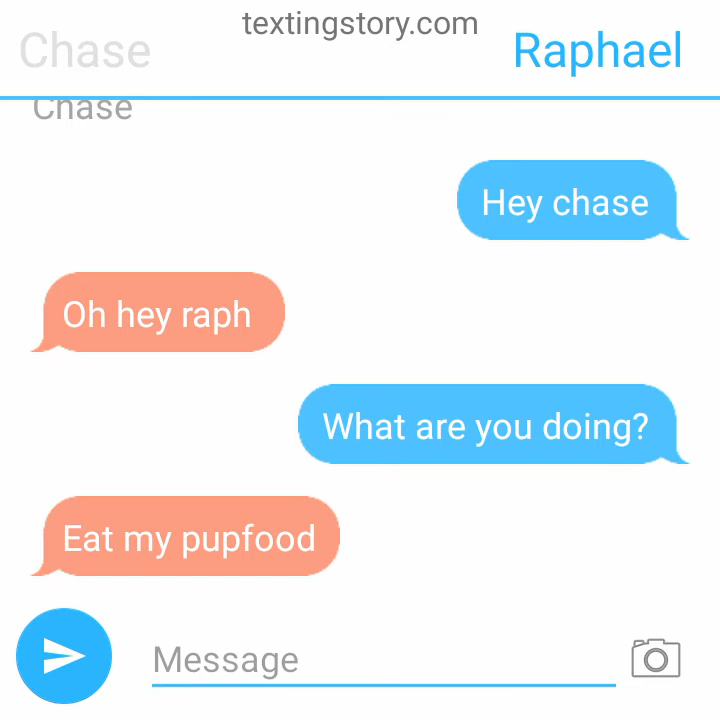 textingstory.com
Chase
Raphael
Chase
Hey chase
Oh hey raph
What are you doing?
Eat my pupfood
Message